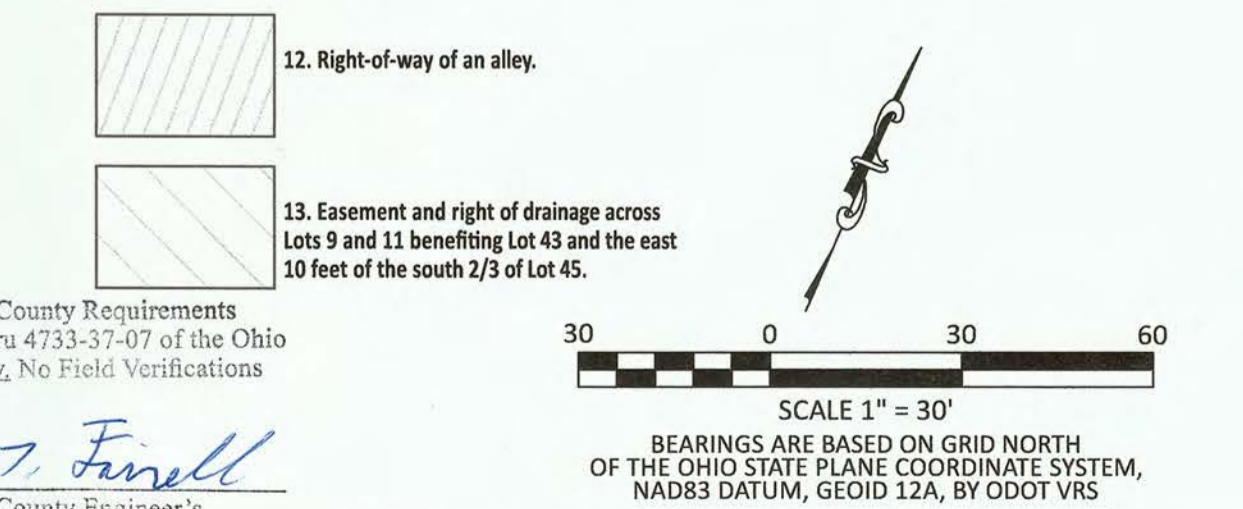 12. Right-of-way of an alley.
13. Easement and right of drainage across
Lots 9 and 11 benefiting Lot 43 and the east
10 feet of the south 2/3 of Lot 45.
County Requirements
4733-37-07 of the Ohio
No Field Verifications
County Engineer's
30 0 30 60
SCALE 1" = 30'
BEARINGS ARE BASED ON GRID NORTH
OF THE OHIO STATE PLANE COORDINATE SYSTEM,
NAD83 DATUM, GEOID 12A, BY ODOT VRS